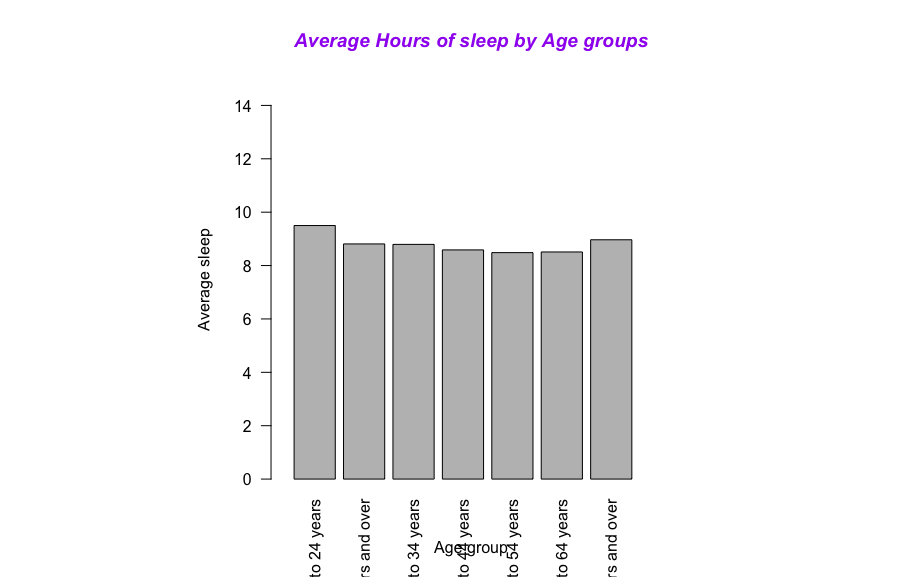 Average Hours of sleep by Age groups
14
12
10
8
6
4
2
0
Average sleep
to 24 years
rs and over
to 34 years
to 44 years
to 54 years
to 64 years
rs and over
Age group